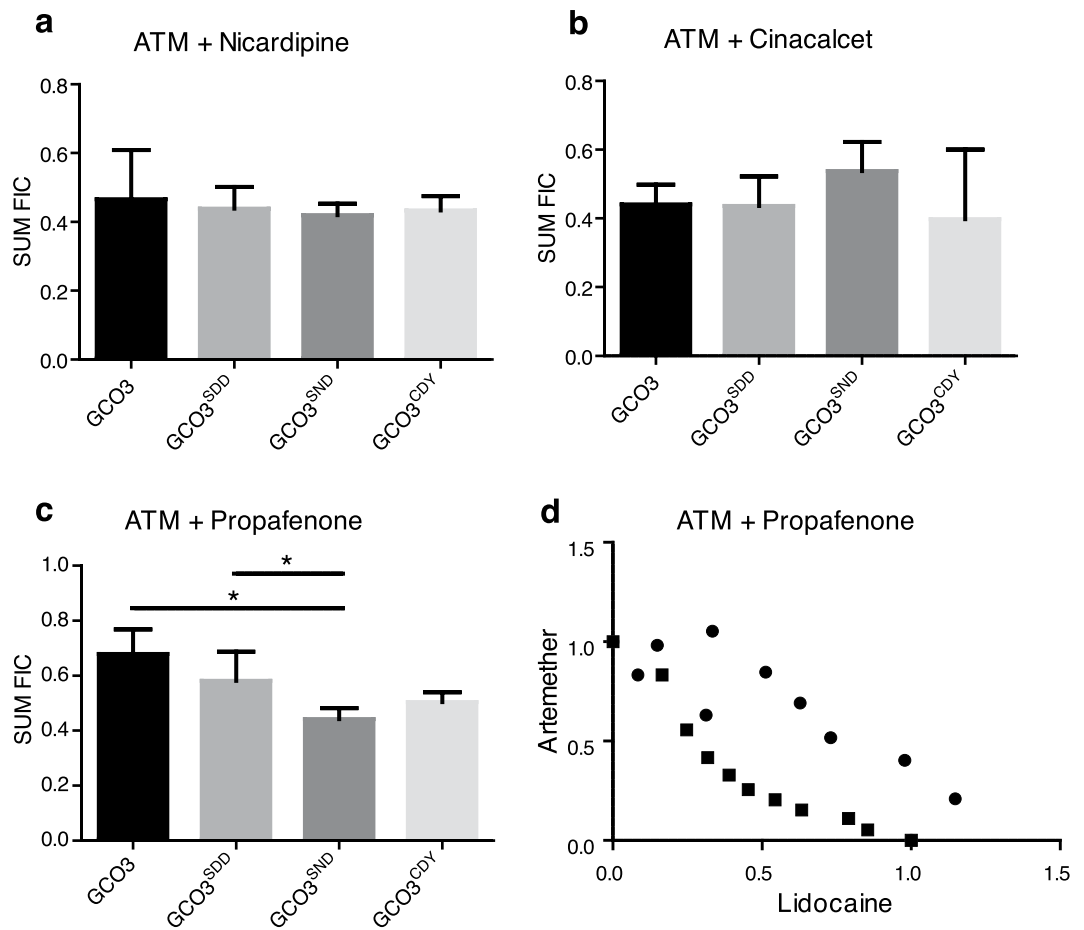 a
ATM + Nicardipine
0.8
0.6
0.4
0.2
0.0
SUM FIC
GCO3
GCO3SDD
GCO3SND
GCO3CDY
b
ATM + Cinacalcet
0.8
0.6
0.4
0.2
0.0
SUM FIC
GCO3
GCO3SDD
GCO3SND
GCO3CDY
c
ATM + Propafenone
1.0
0.8
0.6
0.4
0.2
0.0
SUM FIC
*
*
GCO3
GCO3SDD
GCO3SND
GCO3CDY
d
ATM + Propafenone
1.5
1.0
0.5
0.0
Artemether
0.0 0.5 1.0 1.5
Lidocaine